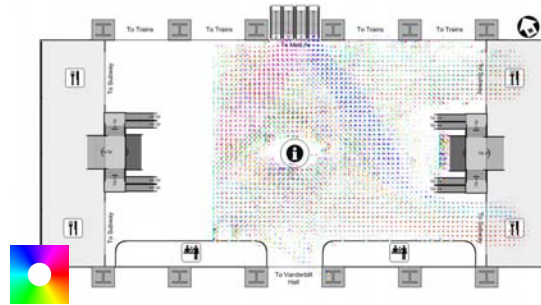 To Trains
To Trains
To Trains
To Trains
To MetLife
To Subway
To Subway
To Subway
To Subway
i
To Vanderbilt
Hall